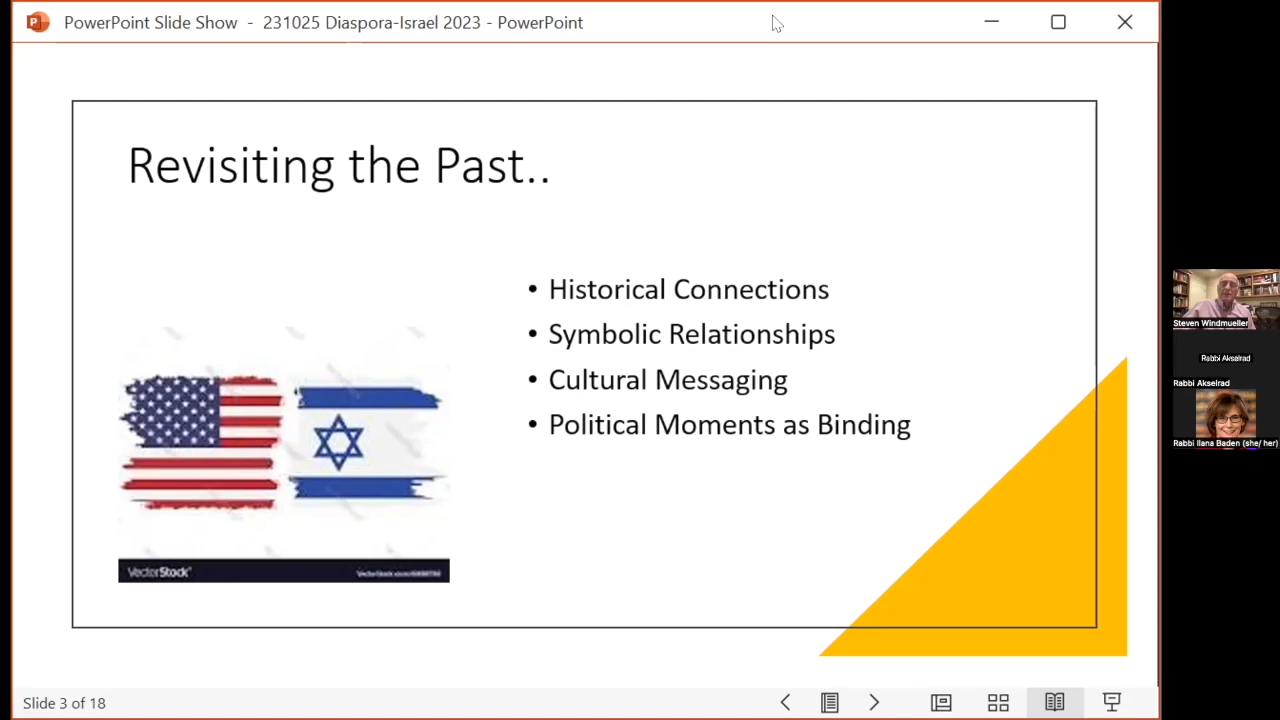 PowerPoint Slide Show - 231025 Diaspora-Israel 2023 - PowerPoint
Revisiting the Past..
• Historical Connections
• Symbolic Relationships
• Cultural Messaging
• Political Moments as Binding
VectorStock
Steven Windmueller
Rabbi Akselrad
Rabbi Akselrad
Rabbi Ilana Baden (she/ her)
Slide 3 of 18